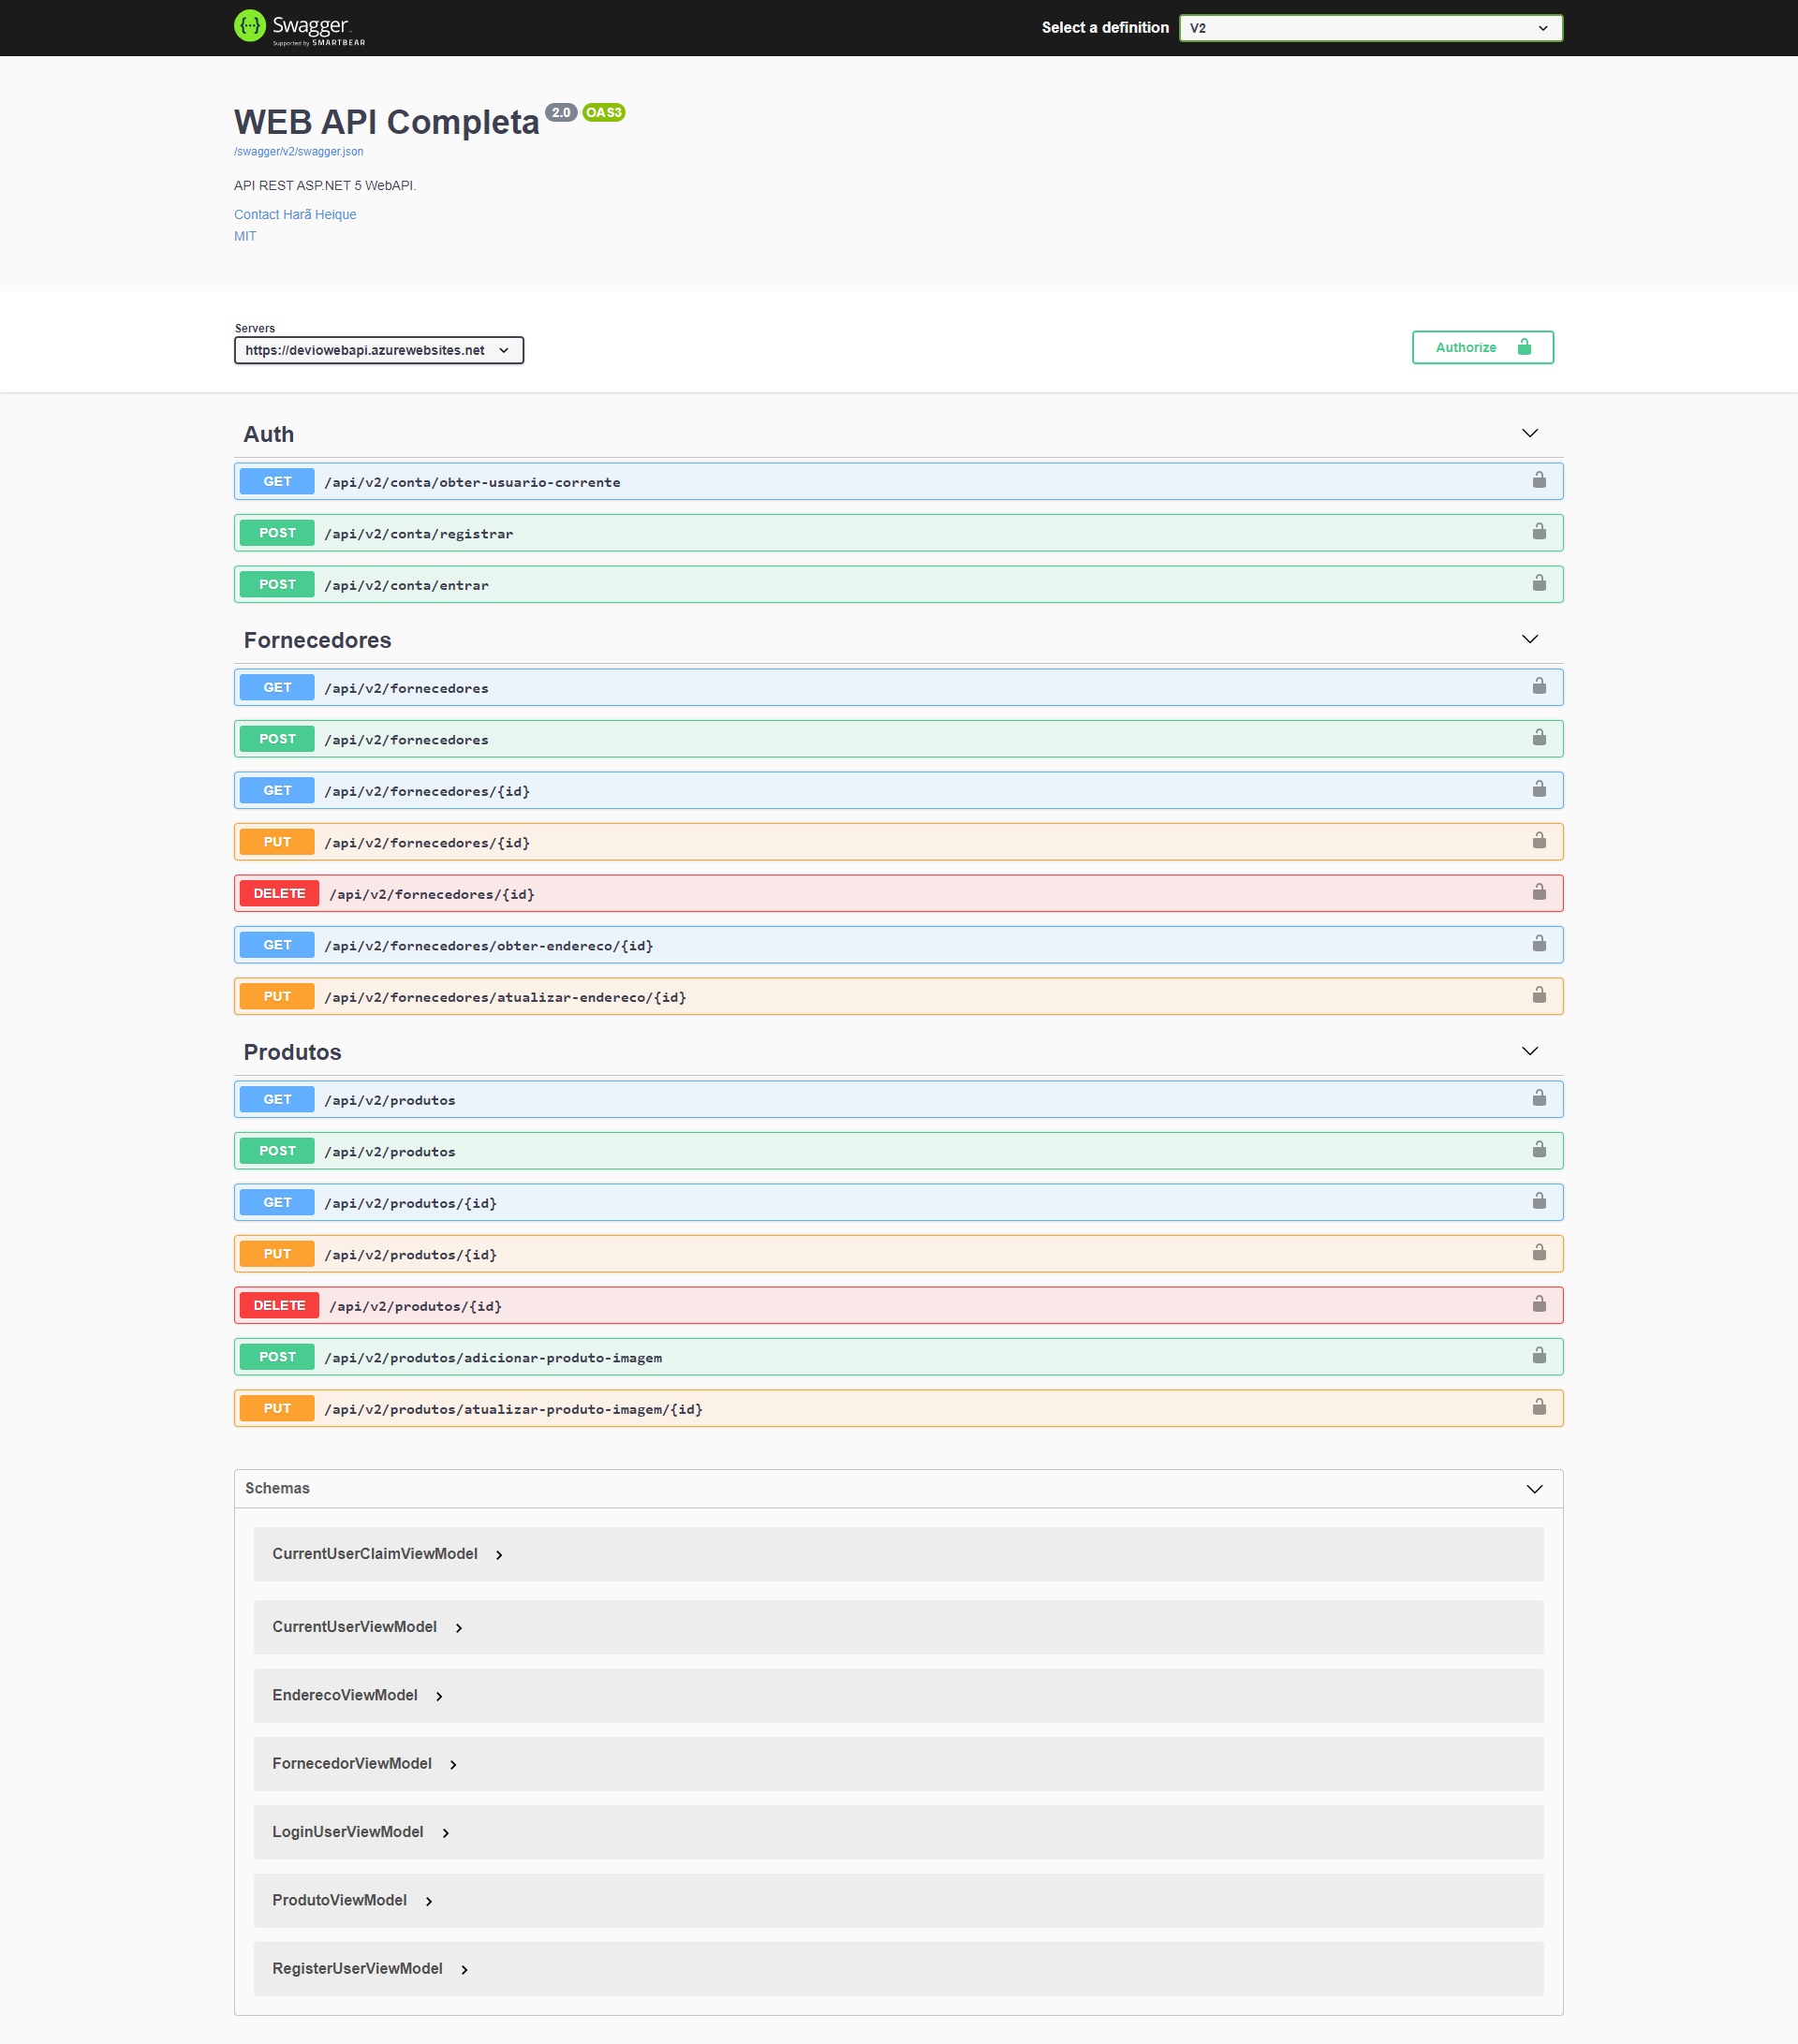 Swagger
Supported by SMARTBEAR
Select a definition
V2
WEB API Completa 2.0 OAS3
/swagger/v2/swagger.json
API REST ASP.NET 5 WebAPI.
Contact Harã Heique
MIT
Servers
https://deviowebapi.azurewebsites.net
Authorize
Auth
GET /api/v2/conta/obter-usuario-corrente
POST /api/v2/conta/registrar
POST /api/v2/conta/entrar
Fornecedores
GET /api/v2/fornecedores
POST /api/v2/fornecedores
GET /api/v2/fornecedores/{id}
PUT /api/v2/fornecedores/{id}
DELETE /api/v2/fornecedores/{id}
GET /api/v2/fornecedores/obter-endereco/{id}
PUT /api/v2/fornecedores/atualizar-endereco/{id}
Produtos
GET /api/v2/produtos
POST /api/v2/produtos
GET /api/v2/produtos/{id}
PUT /api/v2/produtos/{id}
DELETE /api/v2/produtos/{id}
POST /api/v2/produtos/adicionar-produto-imagem
PUT /api/v2/produtos/atualizar-produto-imagem/{id}
Schemas
CurrentUserClaimViewModel
CurrentUserViewModel
EnderecoViewModel
FornecedorViewModel
LoginUserViewModel
ProdutoViewModel
RegisterUserViewModel